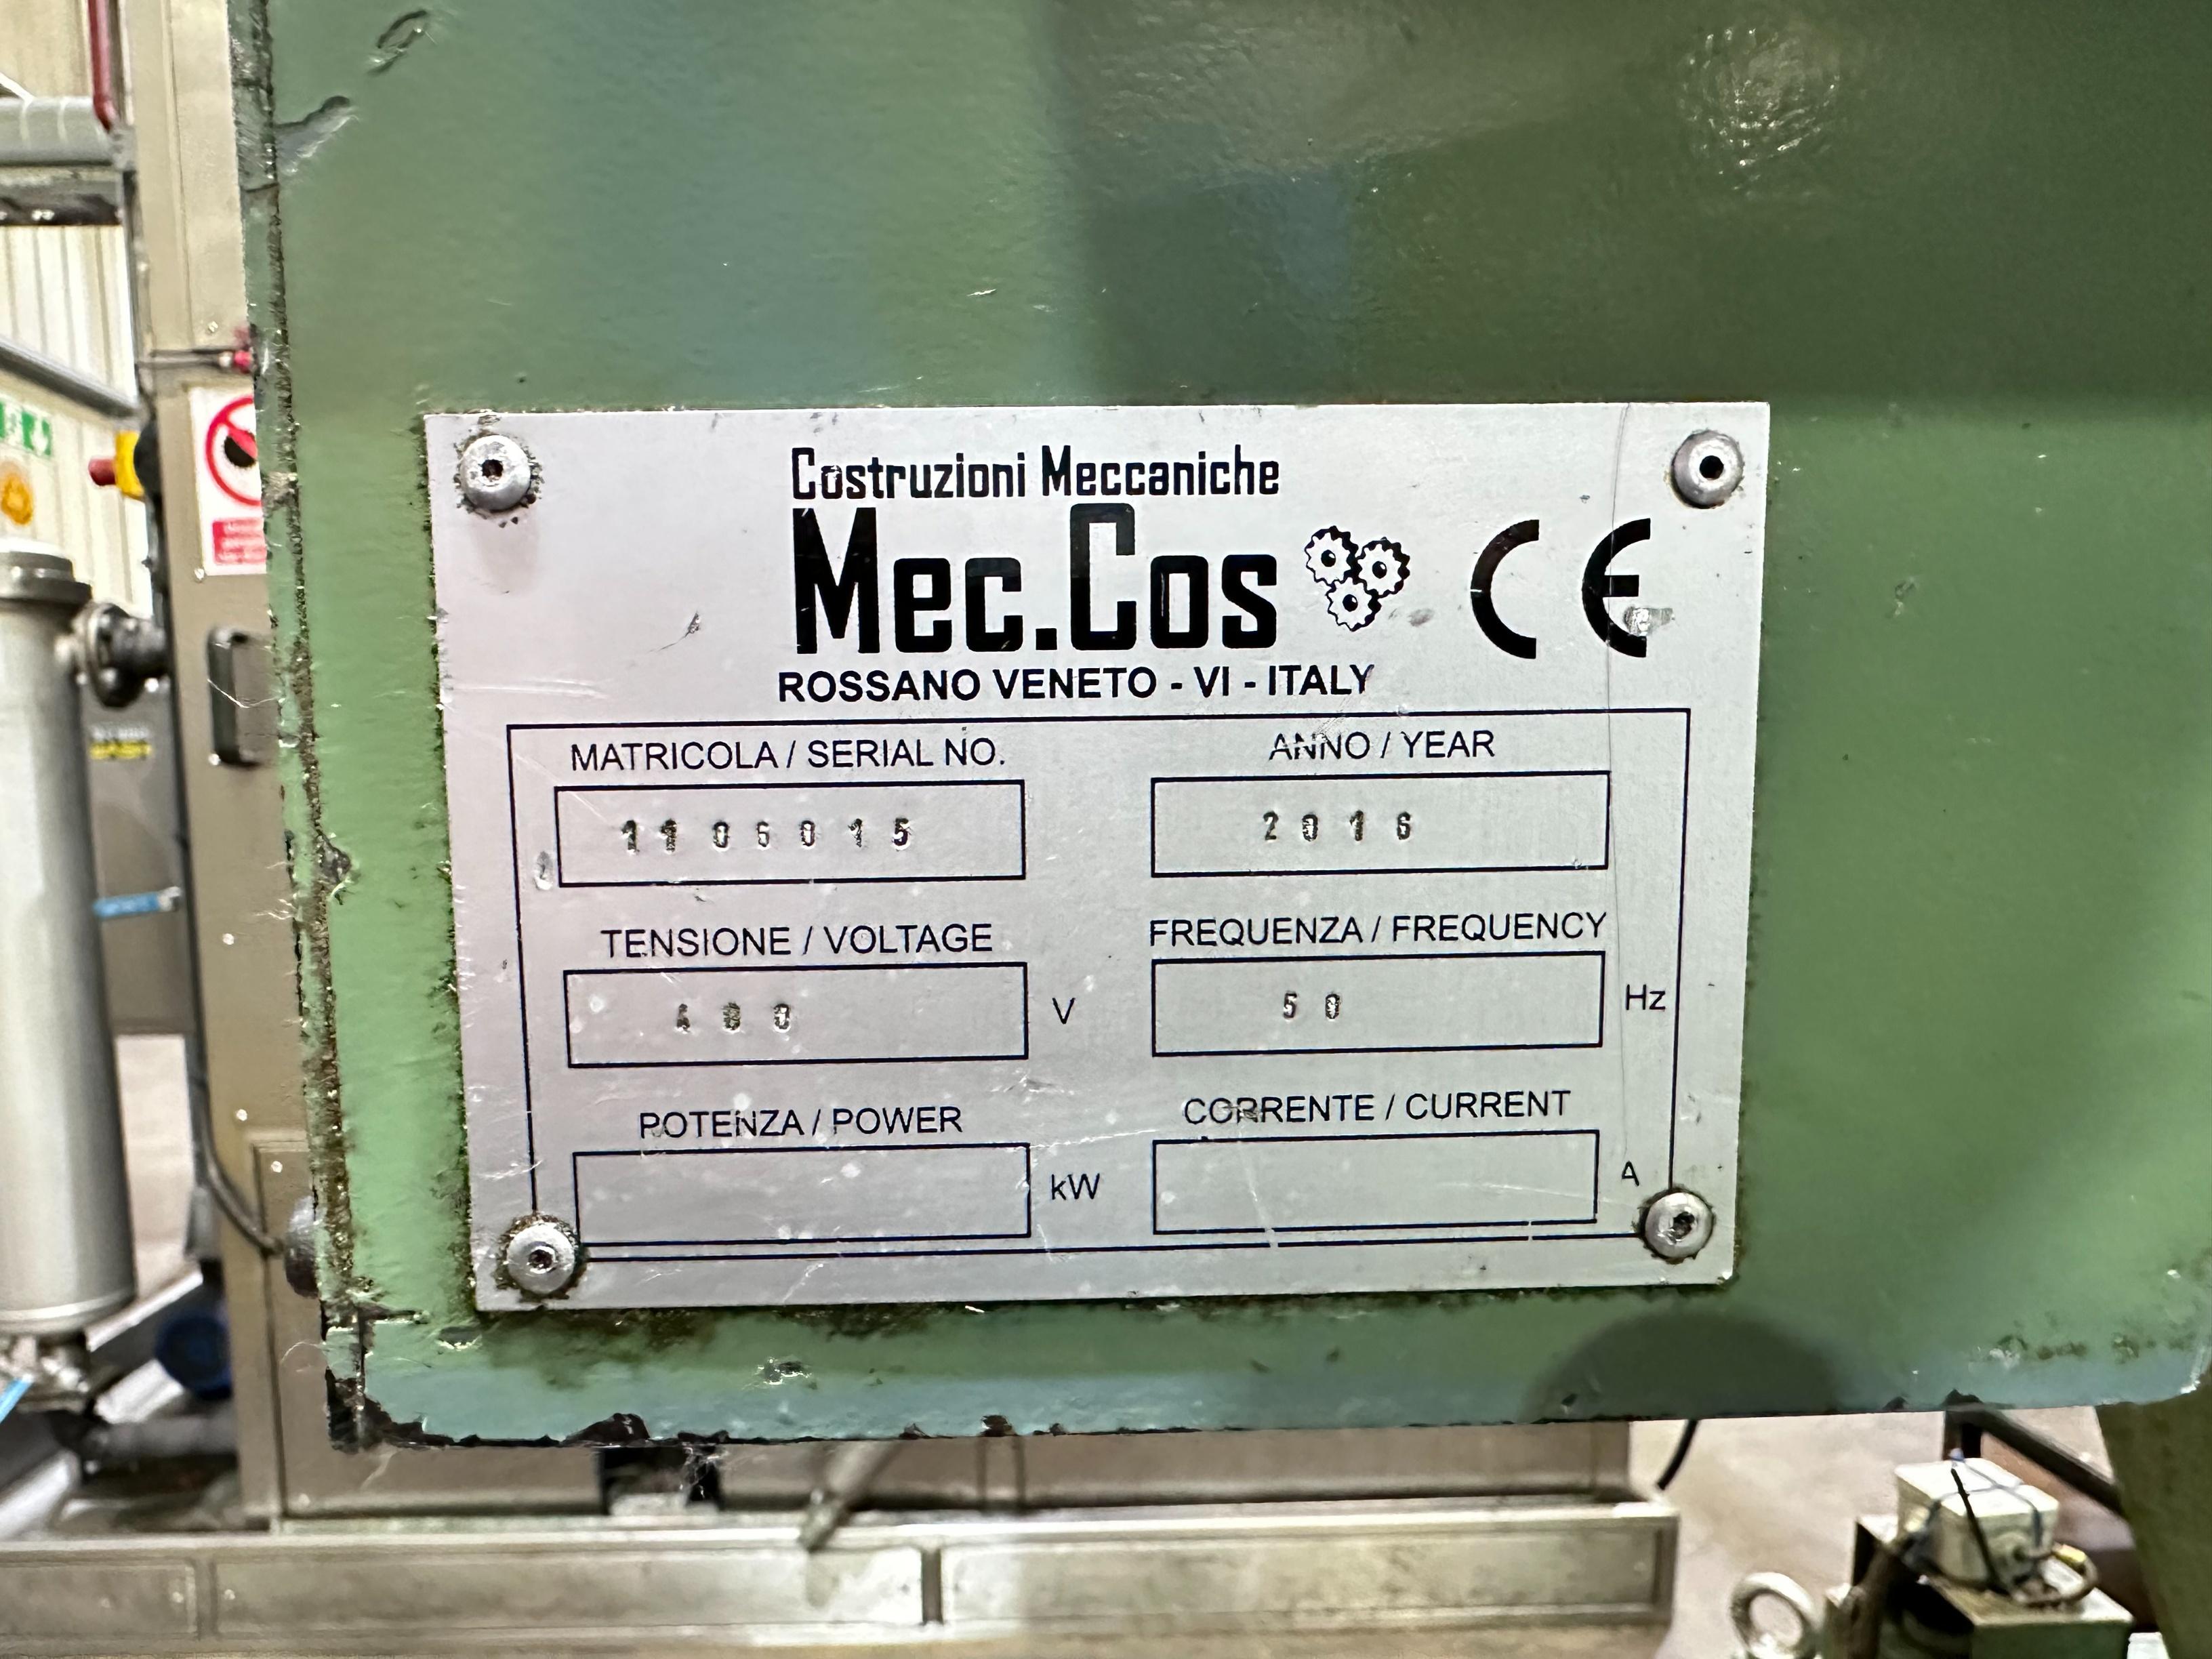 Costruzioni Meccaniche
Mec.Cos CE
ROSSANO VENETO - VI - ITALY
MATRICOLA / SERIAL NO. ANNO / YEAR
1106015 2016
TENSIONE / VOLTAGE FREQUENZA / FREQUENCY
400 V 50 Hz
POTENZA / POWER CORRENTE / CURRENT
kW A